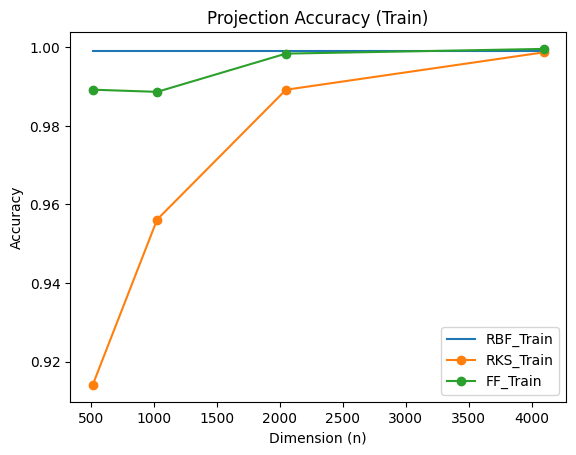 Projection Accuracy (Train)
1.00
0.98
0.96
0.94
0.92
Accuracy
RBF_Train
RKS_Train
FF_Train
500 1000 1500 2000 2500 3000 3500 4000
Dimension (n)